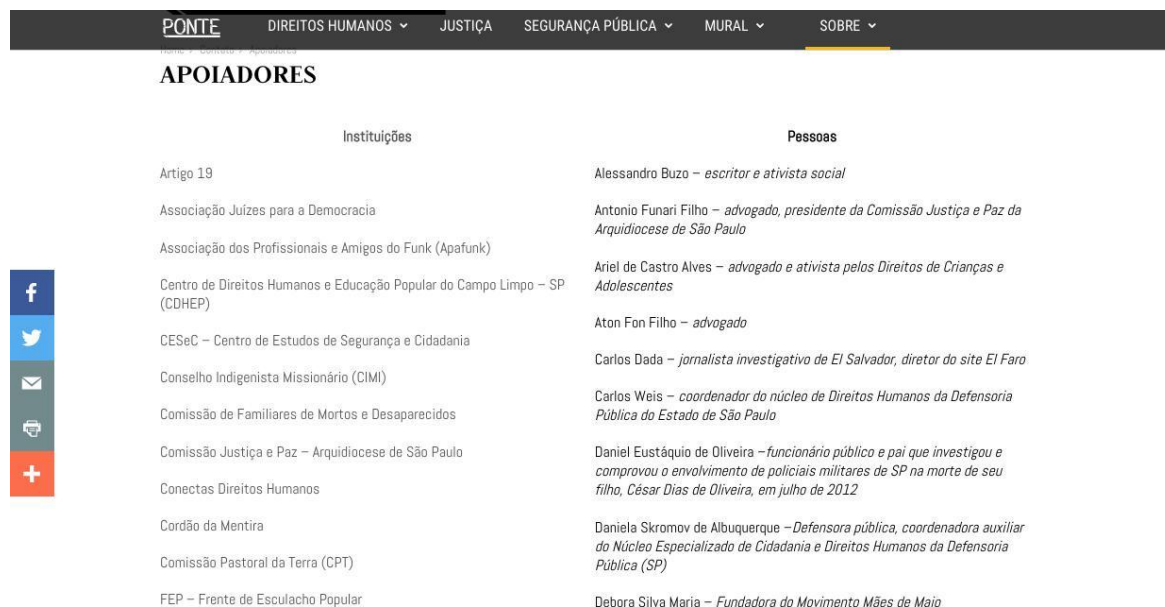 PONTE DIREITOS HUMANOS JUSTIÇA SEGURANÇA PÚBLICA MURAL SOBRE
Home Contato Apoiadores
APOIADORES
Instituições
Artigo 19
Associação Juízes para a Democracia
Associação dos Profissionais e Amigos do Funk (Apafunk)
Centro de Direitos Humanos e Educação Popular do Campo Limpo – SP
(CDHEP)
CESeC – Centro de Estudos de Segurança e Cidadania
Conselho Indigenista Missionário (CIMI)
Comissão de Familiares de Mortos e Desaparecidos
Comissão Justiça e Paz – Arquidiocese de São Paulo
Conectas Direitos Humanos
Cordão da Mentira
Comissão Pastoral da Terra (CPT)
FEP – Frente de Esculacho Popular
Pessoas
Alessandro Buzo – escritor e ativista social
Antonio Funari Filho – advogado, presidente da Comissão Justiça e Paz da
Arquidiocese de São Paulo
Ariel de Castro Alves – advogado e ativista pelos Direitos de Crianças e
Adolescentes
Aton Fon Filho – advogado
Carlos Dada – jornalista investigativo de El Salvador, diretor do site El Faro
Carlos Weis – coordenador do núcleo de Direitos Humanos da Defensoria
Pública do Estado de São Paulo
Daniel Eustáquio de Oliveira –funcionário público e pai que investigou e
comprovou o envolvimento de policiais militares de SP na morte de seu
filho, César Dias de Oliveira, em julho de 2012
Daniela Skromov de Albuquerque –Defensora pública, coordenadora auxiliar
do Núcleo Especializado de Cidadania e Direitos Humanos da Defensoria
Pública (SP)
Debora Silva Maria – Fundadora do Movimento Mães de Maio